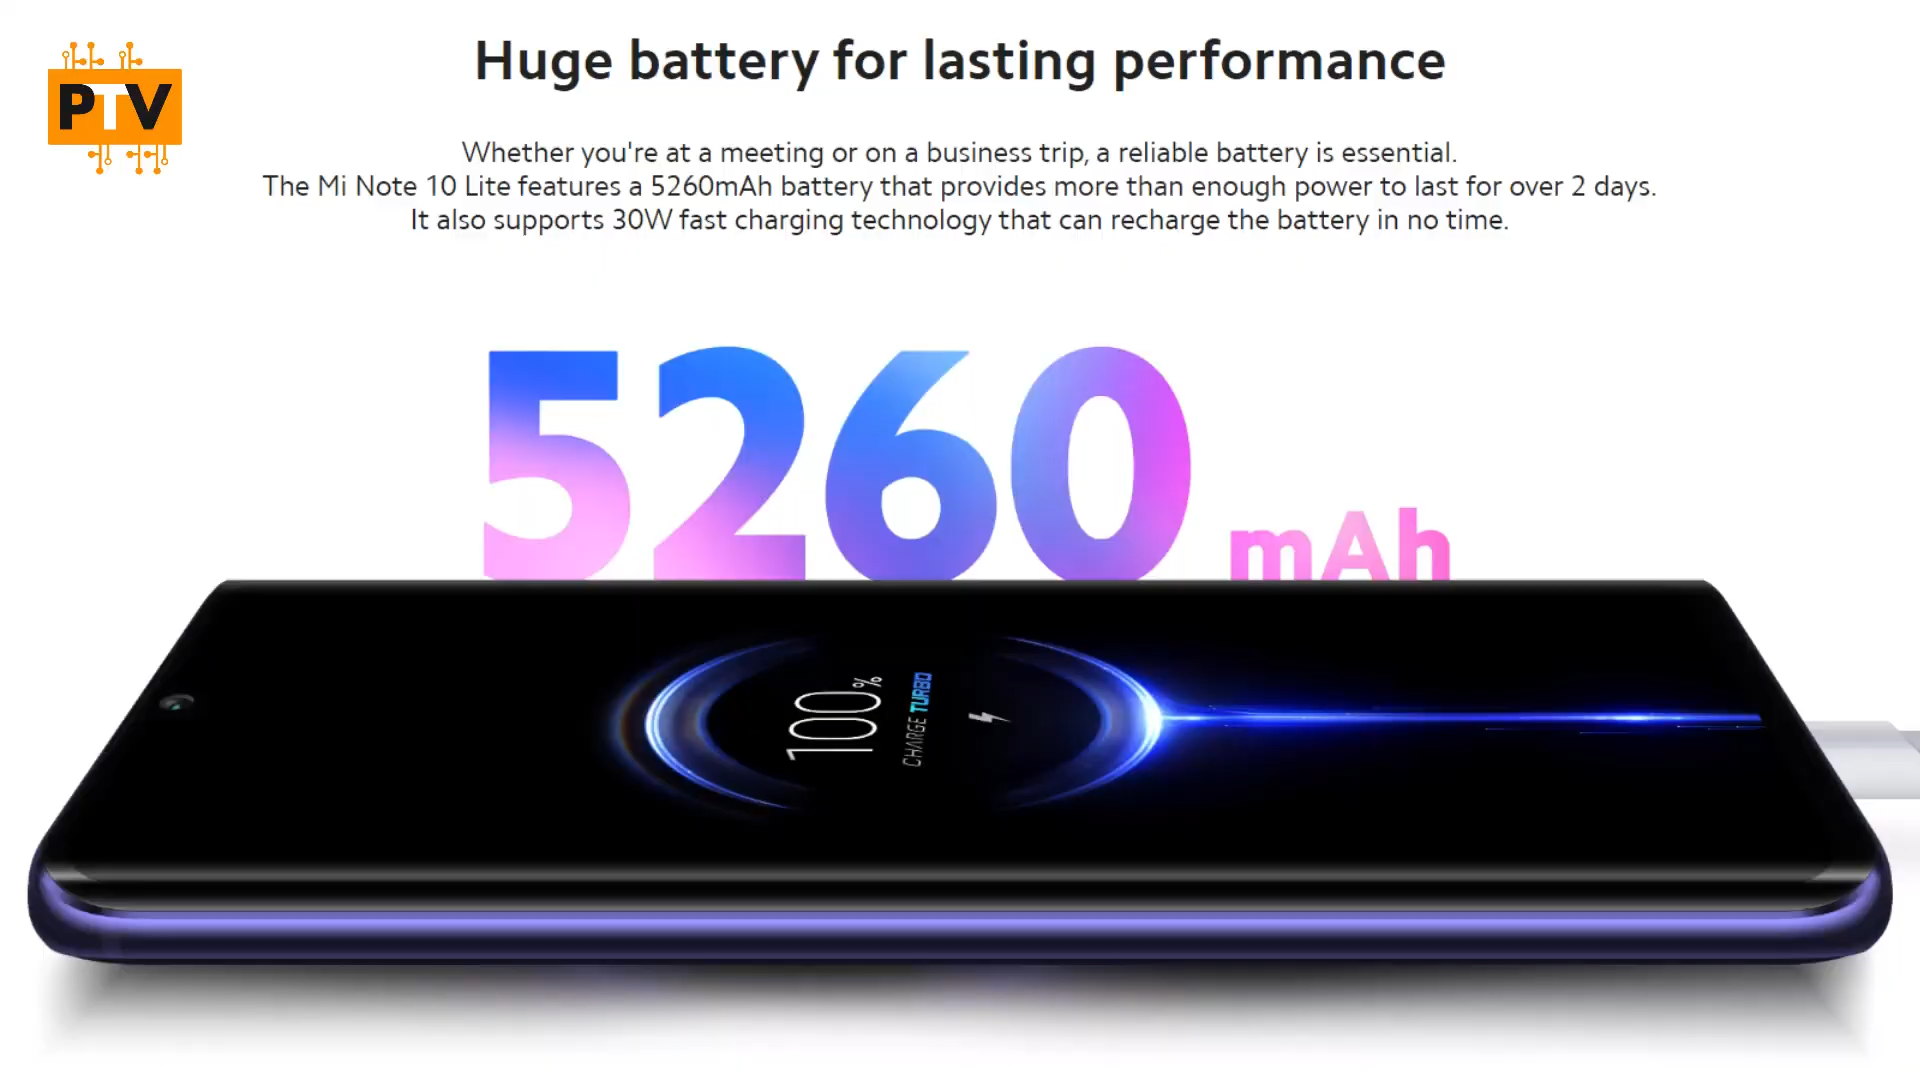 PTV
Huge battery for lasting performance
Whether you're at a meeting or on a business trip, a reliable battery is essential.
The Mi Note 10 Lite features a 5260mAh battery that provides more than enough power to last for over 2 days.
It also supports 30W fast charging technology that can recharge the battery in no time.
5260 mAh
100%
CHARGE TURBO